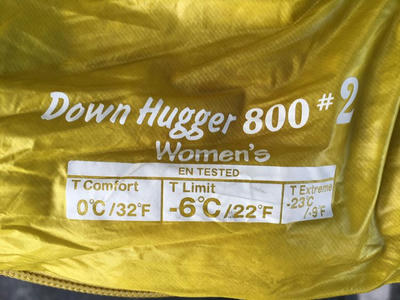 Down Hugger 800 #2
Women's
EN TESTED
T Comfort T Limit T Extreme
0°C/32°F -6°C/22°F -23°C
/-9°F